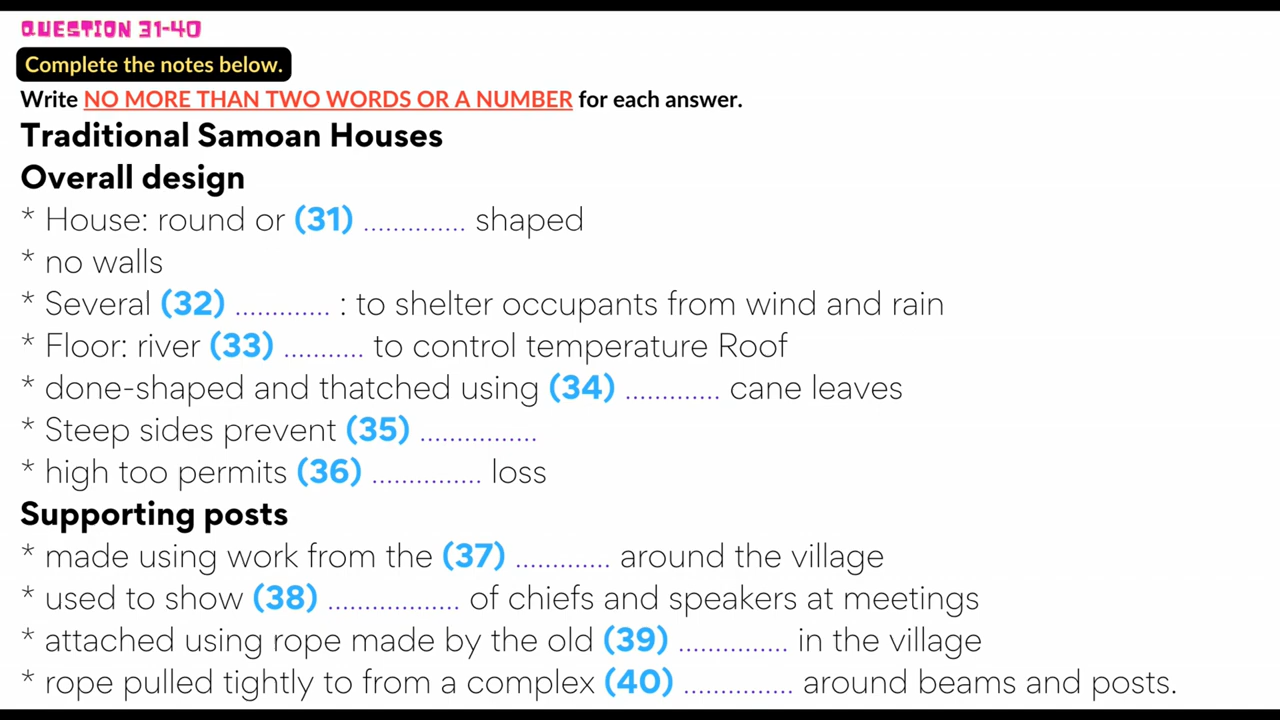 QUESTION 31-40
Complete the notes below.
Write NO MORE THAN TWO WORDS OR A NUMBER for each answer.
Traditional Samoan Houses
Overall design
* House: round or (31) .............. shaped
* no walls
* Several (32) ............. : to shelter occupants from wind and rain
* Floor: river (33) ........... to control temperature Roof
* done-shaped and thatched using (34) ............. cane leaves
* Steep sides prevent (35) ................
* high too permits (36) ............... loss
Supporting posts
* made using work from the (37) ............. around the village
* used to show (38) .................. of chiefs and speakers at meetings
* attached using rope made by the old (39) ............... in the village
* rope pulled tightly to from a complex (40) ............... around beams and posts.